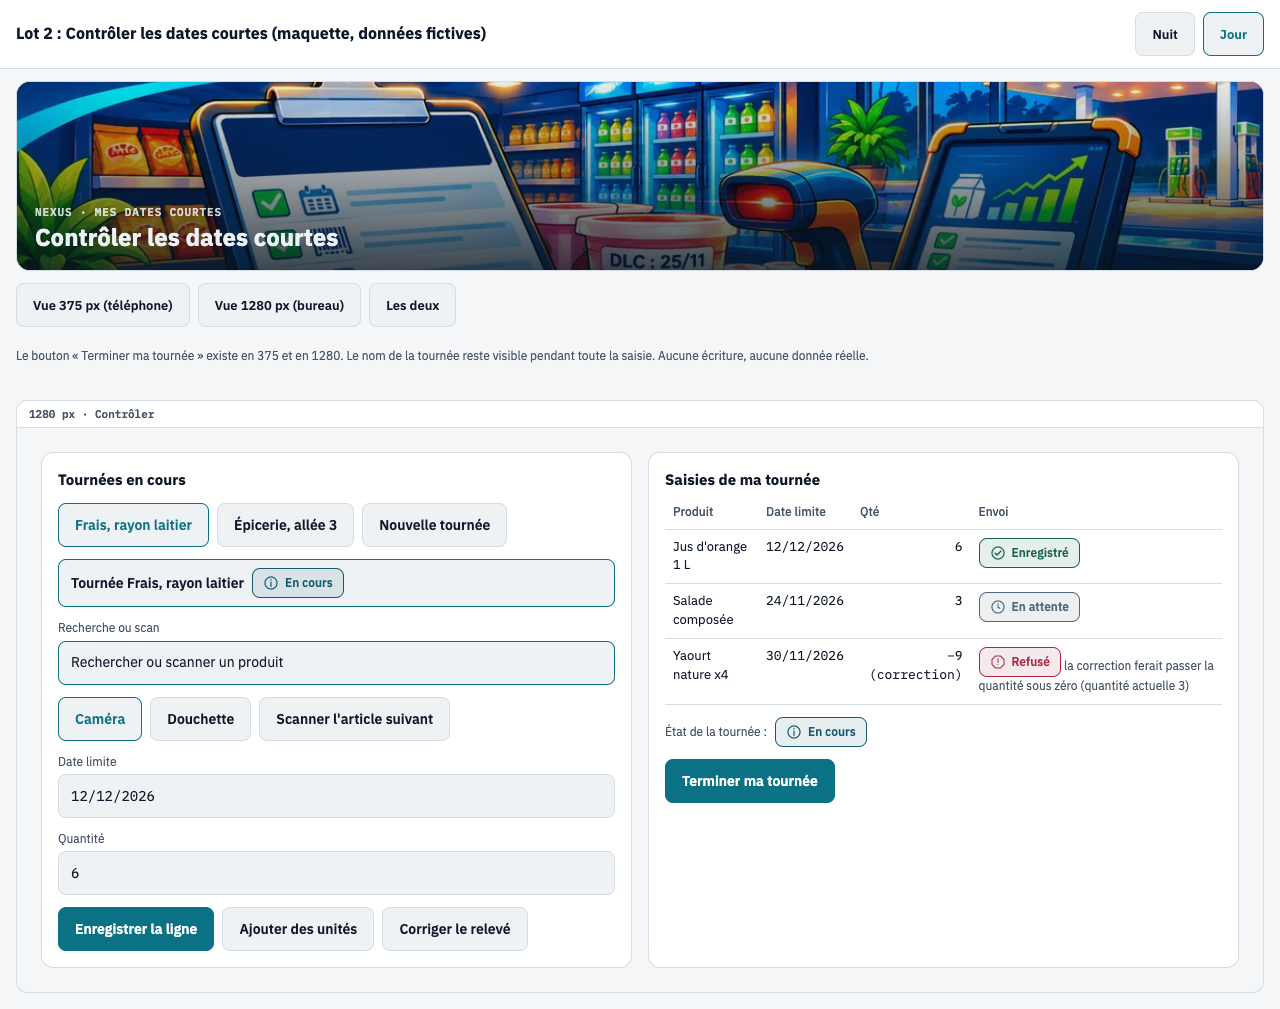 Lot 2 : Contrôler les dates courtes (maquette, données fictives)
Nuit
Jour
NEXUS · MES DATES COURTES
Contrôler les dates courtes
DLC : 25/11
Vue 375 px (téléphone)
Vue 1280 px (bureau)
Les deux
Le bouton « Terminer ma tournée » existe en 375 et en 1280. Le nom de la tournée reste visible pendant toute la saisie. Aucune écriture, aucune donnée réelle.
1280 px · Contrôler
Tournées en cours
Frais, rayon laitier
Épicerie, allée 3
Nouvelle tournée
Tournée Frais, rayon laitier
En cours
Recherche ou scan
Rechercher ou scanner un produit
Caméra
Douchette
Scanner l'article suivant
Date limite
12/12/2026
Quantité
6
Enregistrer la ligne
Ajouter des unités
Corriger le relevé
Saisies de ma tournée
Produit Date limite Qté Envoi
Jus d'orange 12/12/2026 6 Enregistré
1 L
Salade 24/11/2026 3 En attente
composée
Yaourt 30/11/2026 −9 Refusé la correction ferait passer la
nature x4 (correction) quantité sous zéro (quantité actuelle 3)
État de la tournée : En cours
Terminer ma tournée